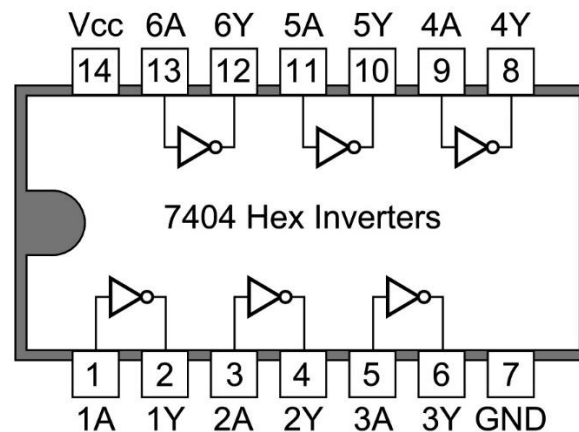 Vcc 6A 6Y 5A 5Y 4A 4Y
14 13 12 11 10 9 8
7404 Hex Inverters
1 2 3 4 5 6 7
1A 1Y 2A 2Y 3A 3Y GND